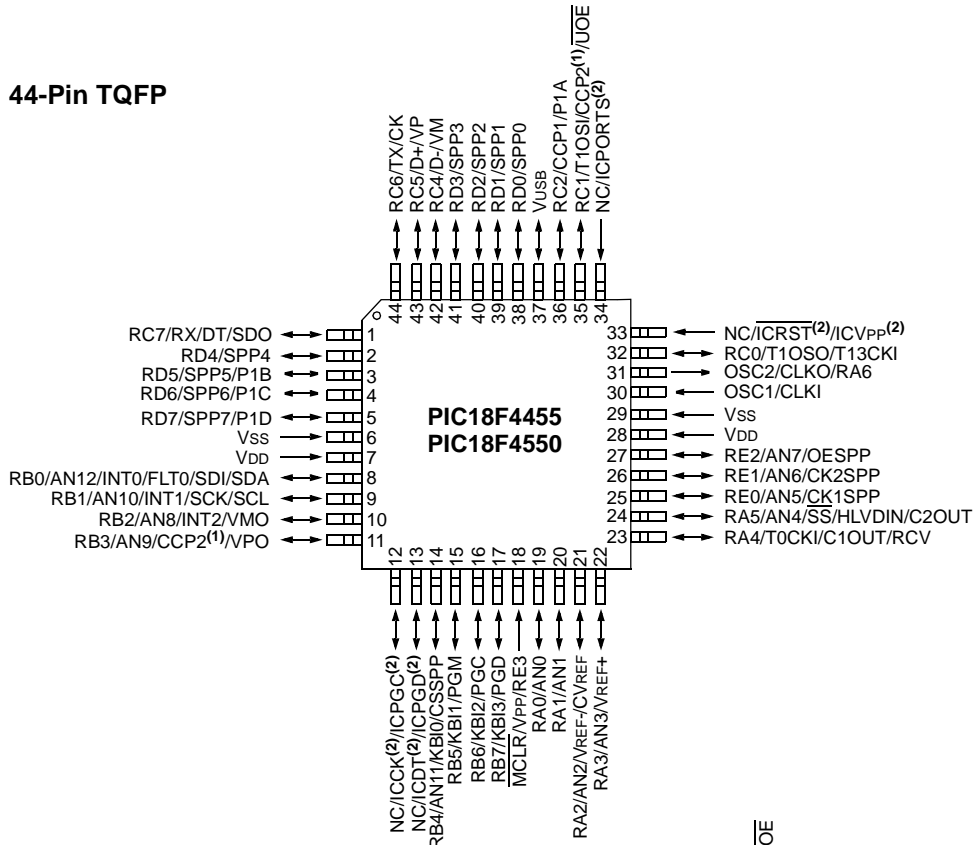 44-Pin TQFP
RC6/TX/CK
RC5/D+/VP
RC4/D-/VM
RD3/SPP3
RD2/SPP2
RD1/SPP1
RD0/SPP0
VUSB
RC2/CCP1/P1A
RC1/T1OSI/CCP2(1)/UOE
NC/ICPORTS(2)
44 43 42 41 40 39 38 37 36 35 34
RC7/RX/DT/SDO 1
RD4/SPP4 2
RD5/SPP5/P1B 3
RD6/SPP6/P1C 4
RD7/SPP7/P1D 5
VSS 6
VDD 7
RB0/AN12/INT0/FLT0/SDI/SDA 8
RB1/AN10/INT1/SCK/SCL 9
RB2/AN8/INT2/VMO 10
RB3/AN9/CCP2(1)/VPO 11
PIC18F4455
PIC18F4550
33 NC/ICRST(2)/ICVPP(2)
32 RC0/T1OSO/T13CKI
31 OSC2/CLKO/RA6
30 OSC1/CLKI
29 VSS
28 VDD
27 RE2/AN7/OESPP
26 RE1/AN6/CK2SPP
25 RE0/AN5/CK1SPP
24 RA5/AN4/SS/HLVDIN/C2OUT
23 RA4/T0CKI/C1OUT/RCV
12 13 14 15 16 17 18 19 20 21 22
NC/ICCK(2)/ICPGC(2)
NC/ICDT(2)/ICPGD(2)
RB4/AN11/KBI0/CSSPP
RB5/KBI1/PGM
RB6/KBI2/PGC
RB7/KBI3/PGD
MCLR/VPP/RE3
RA0/AN0
RA1/AN1
RA2/AN2/VREF-/CVREF
RA3/AN3/VREF+
OE